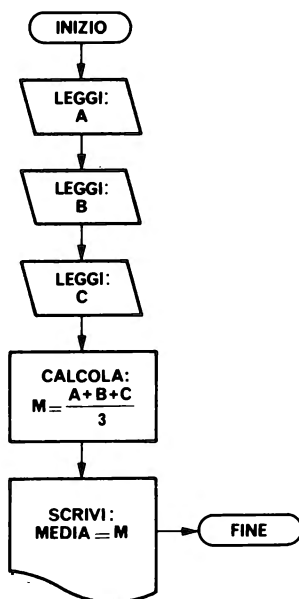 INIZIO
LEGGI:
A
LEGGI:
B
LEGGI:
C
CALCOLA:
M = A+B+C
3
SCRIVI:
MEDIA = M
FINE